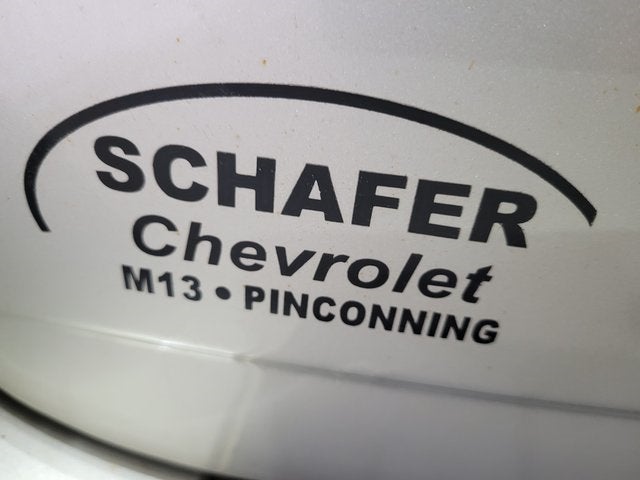 SCHAFER
Chevrolet
M13 • PINCONNING